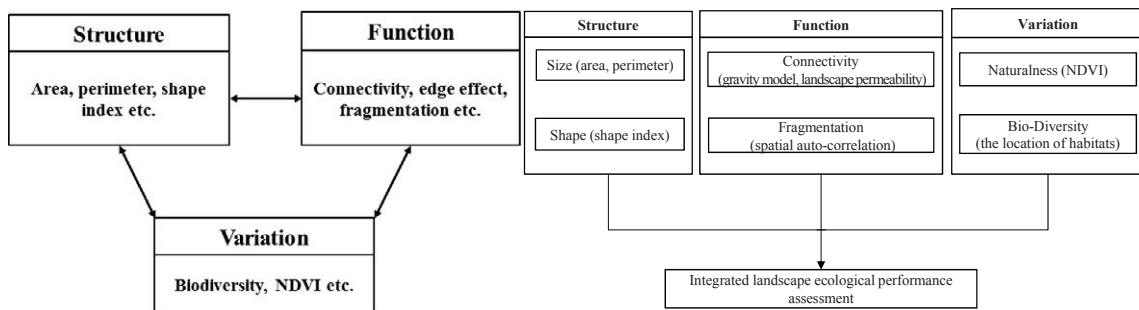 Structure
Area, perimeter, shape
index etc.
Function
Connectivity, edge effect,
fragmentation etc.
Variation
Biodiversity, NDVI etc.
Structure
Size (area, perimeter)
Shape (shape index)
Function
Connectivity
(gravity model, landscape permeability)
Fragmentation
(spatial auto-correlation)
Variation
Naturalness (NDVI)
Bio-Diversity
(the location of habitats)
Integrated landscape ecological performance
assessment